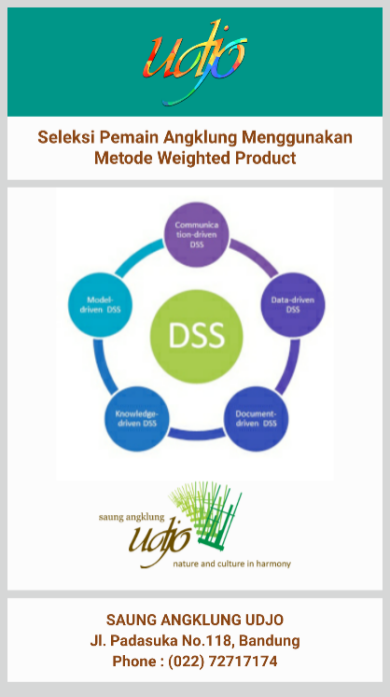 udjo
Seleksi Pemain Angklung Menggunakan
Metode Weighted Product
Communica
tion-driven
DSS
Model-
driven DSS
Data-driven
DSS
DSS
Knowledge-
driven DSS
Document-
driven DSS
saung angklung
udjo
nature and culture in harmony
SAUNG ANGKLUNG UDJO
Jl. Padasuka No.118, Bandung
Phone : (022) 72717174